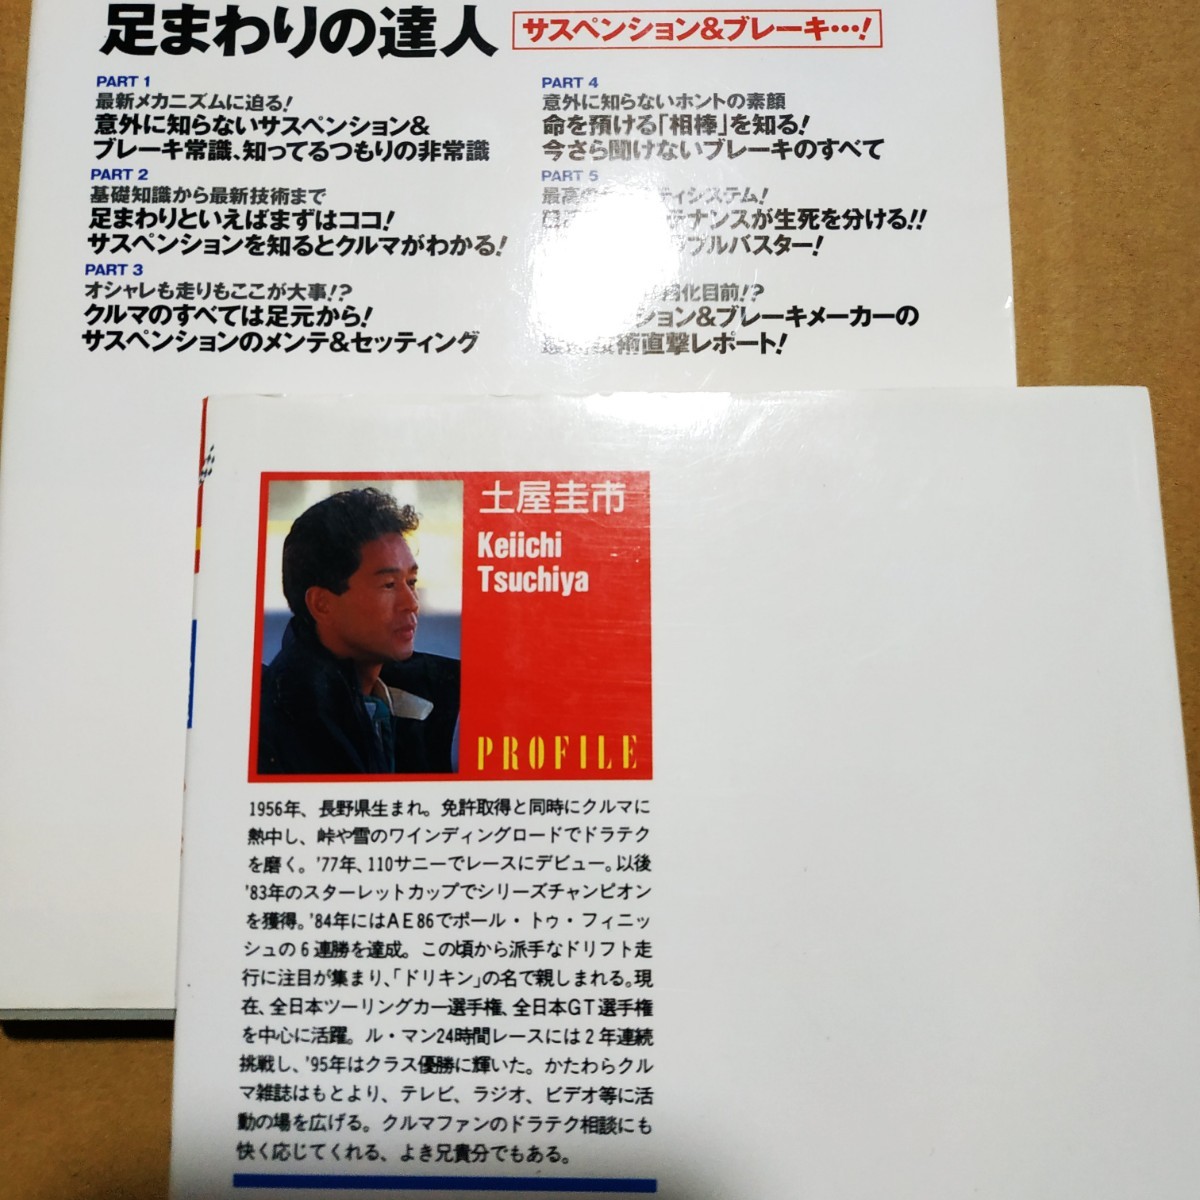 足まわりの達人
サスペンション&ブレーキ…!
PART 1
最新メカニズムに迫る!
意外に知らないサスペンション&
ブレーキ常識、知ってるつもりの非常識
PART 2
基礎知識から最新技術まで
足まわりといえばまずはココ!
サスペンションを知るとクルマがわかる!
PART 3
オシャレも走りもここが大事!?
クルマのすべては足元から!
サスペンションのメンテ&セッティング
PART 4
意外に知らないホントの素顔
命を預ける「相棒」を知る!
今さら聞けないブレーキのすべて
PART 5
最高の ティシステム!
テナンスが生死を分ける!!
ブルバスター!
化目前!?
ション&ブレーキメーカーの
術直撃レポート!
土屋圭市
Keiichi
Tsuchiya
PROFILE
1956年、長野県生まれ。免許取得と同時にクルマに
熱中し、峠や雪のワインディングロードでドラテク
を磨く。'77年、110サニーでレースにデビュー。以後
'83年のスターレットカップでシリーズチャンピオン
を獲得。'84年にはAE86でポール・トゥ・フィニッ
シュの6連勝を達成。この頃から派手なドリフト走
行に注目が集まり、「ドリキン」の名で親しまれる。現
在、全日本ツーリングカー選手権、全日本GT選手権
を中心に活躍。ル・マン24時間レースには2年連続
挑戦し、'95年はクラス優勝に輝いた。かたわらクル
マ雑誌はもとより、テレビ、ラジオ、ビデオ等に活
動の場を広げる。クルマファンのドラテク相談にも
快く応じてくれる、よき兄貴分でもある。